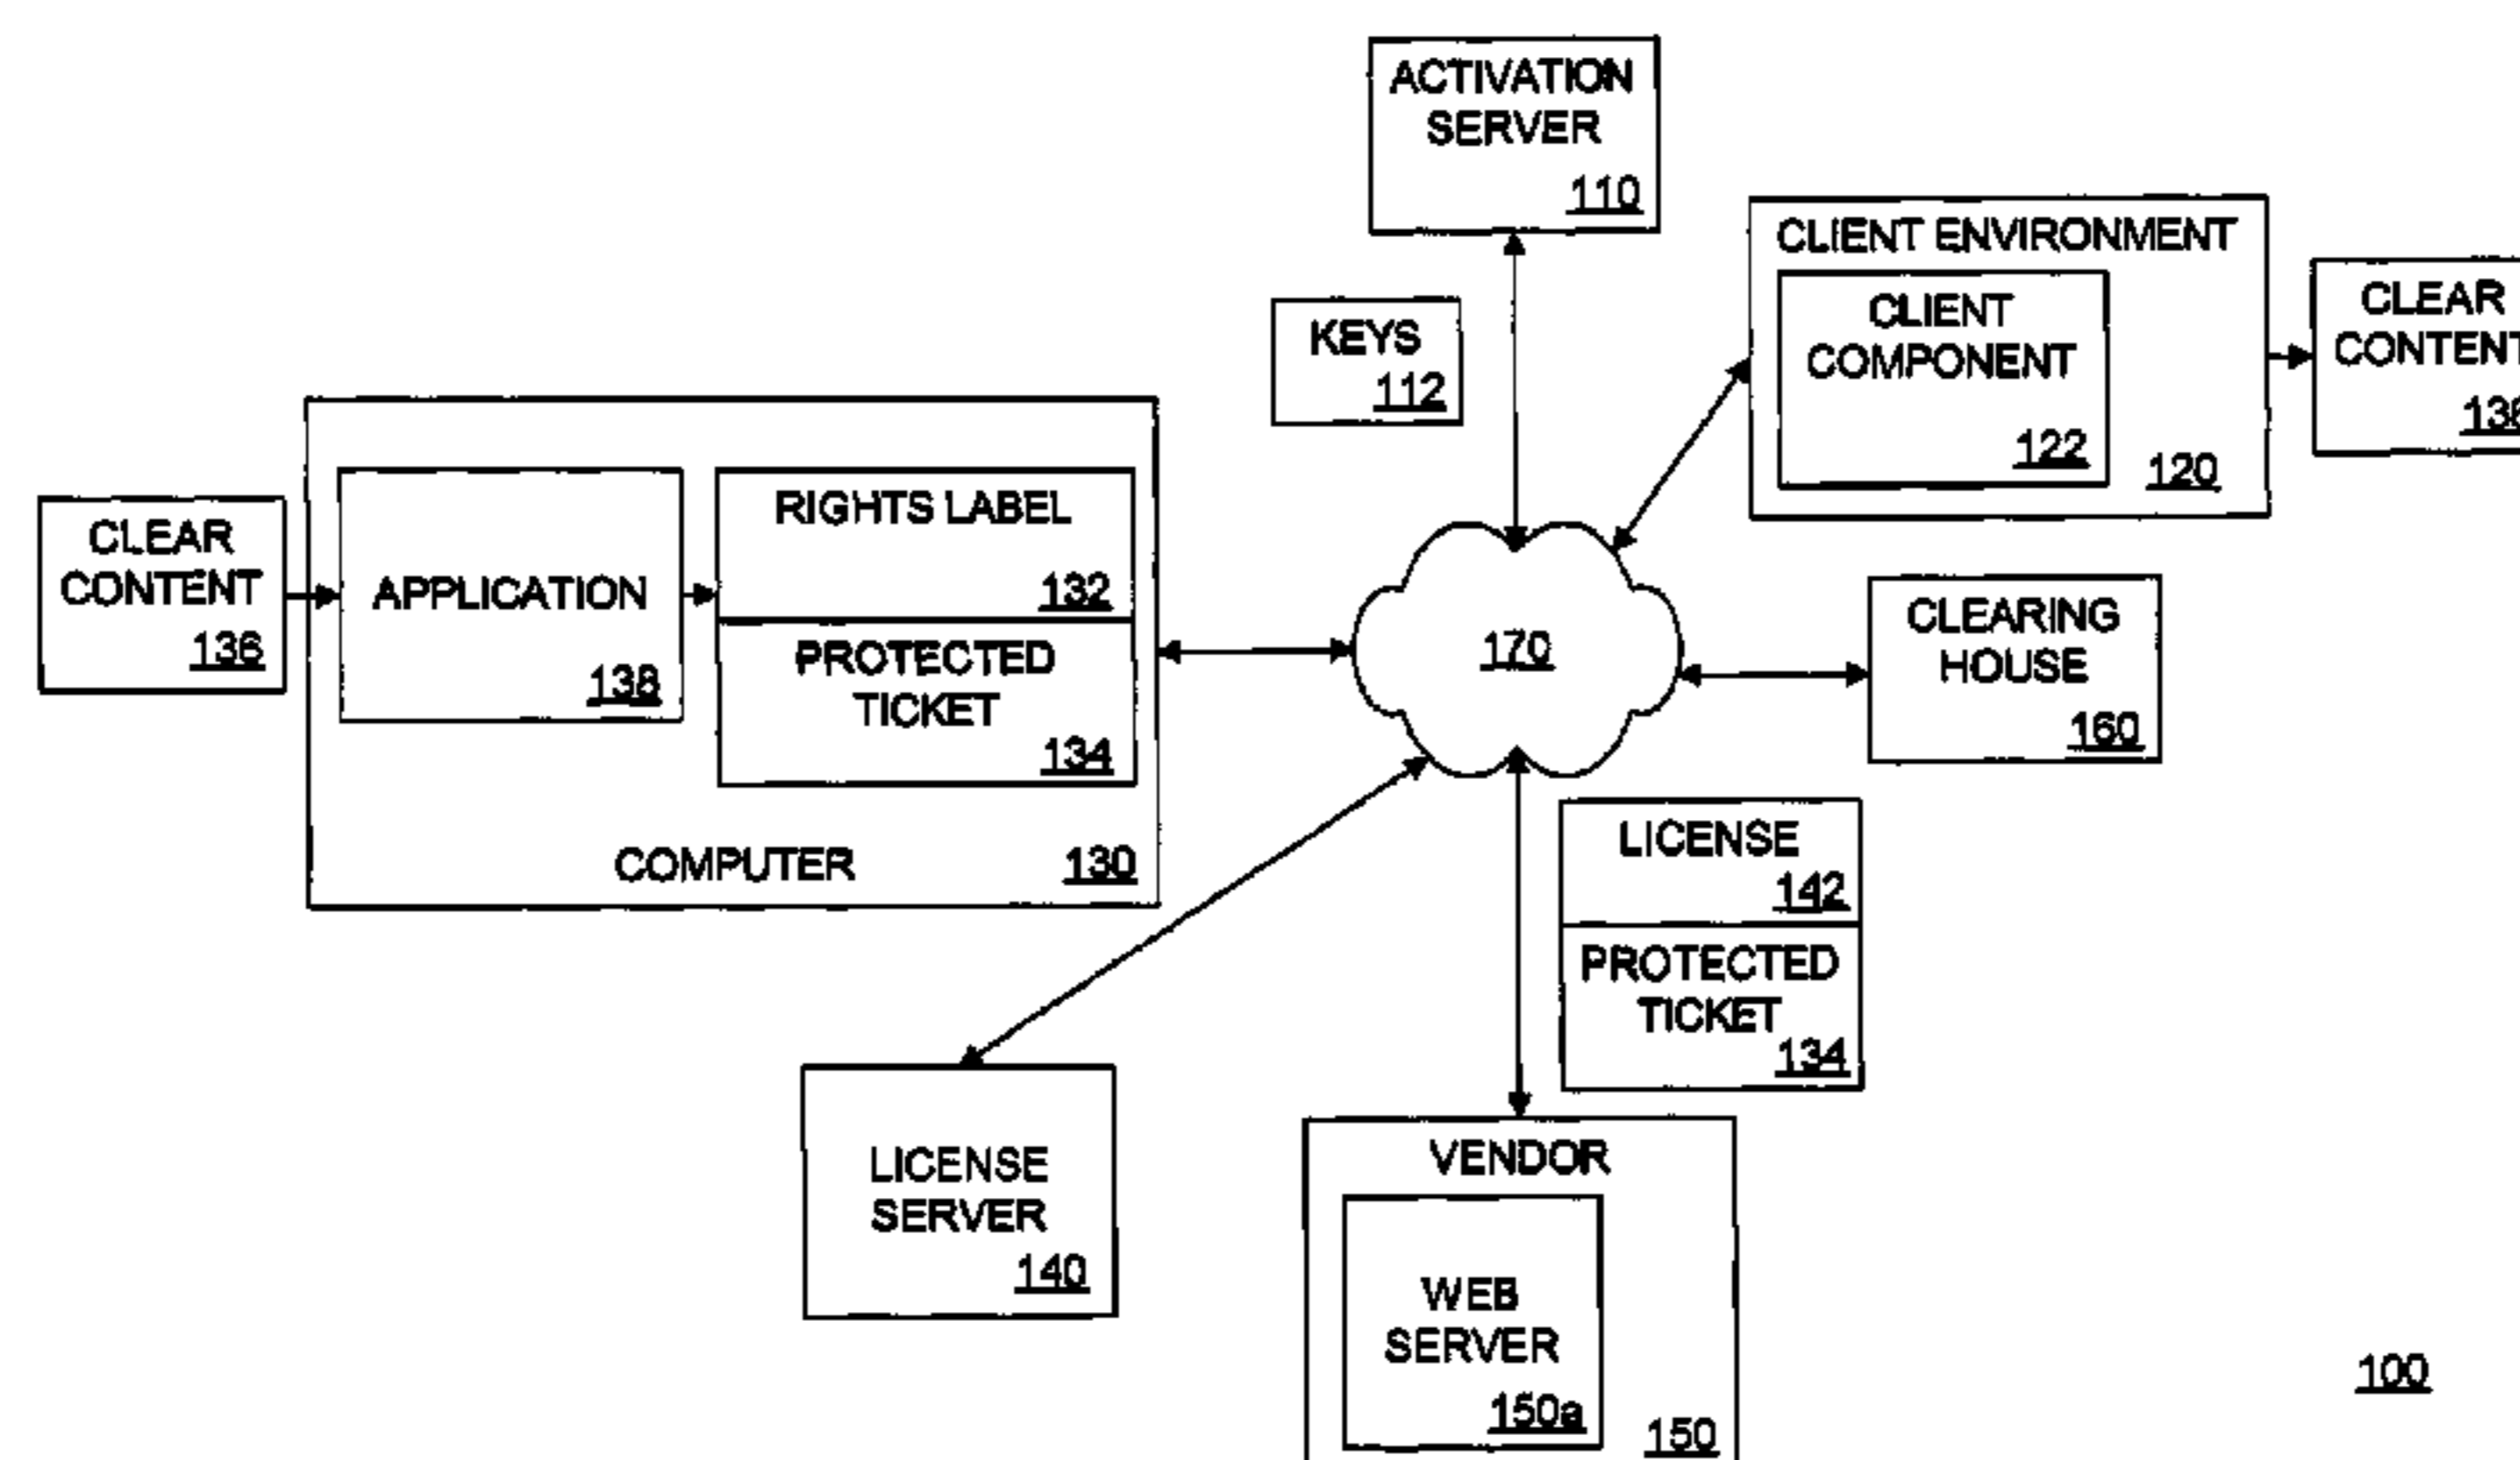 ACTIVATION
SERVER
110
KEYS
112
CLIENT ENVIRONMENT
CLIENT
COMPONENT
122
120
CLEAR
CONTENT
CLEAR
CONTENT
136
APPLICATION
138
RIGHTS LABEL
132
PROTECTED
TICKET
134
COMPUTER
130
170
CLEARING
HOUSE
160
LICENSE
142
PROTECTED
TICKET
134
LICENSE
SERVER
140
VENDOR
WEB
SERVER
150a
150
100